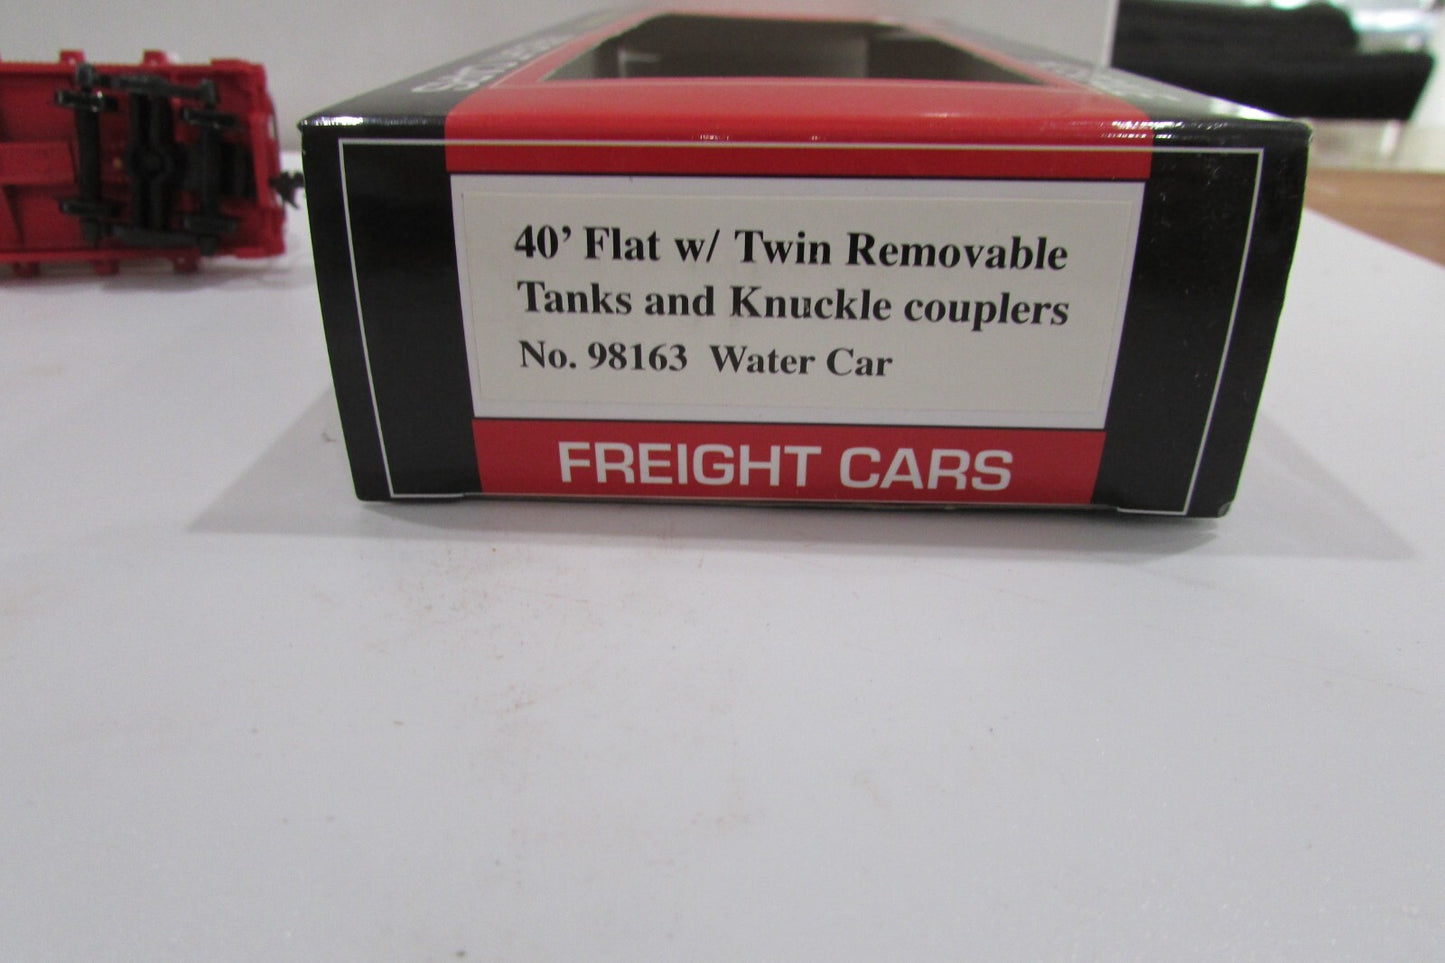 40’ Flat w/ Twin Removable
Tanks and Knuckle couplers
No. 98163 Water Car
FREIGHT CARS